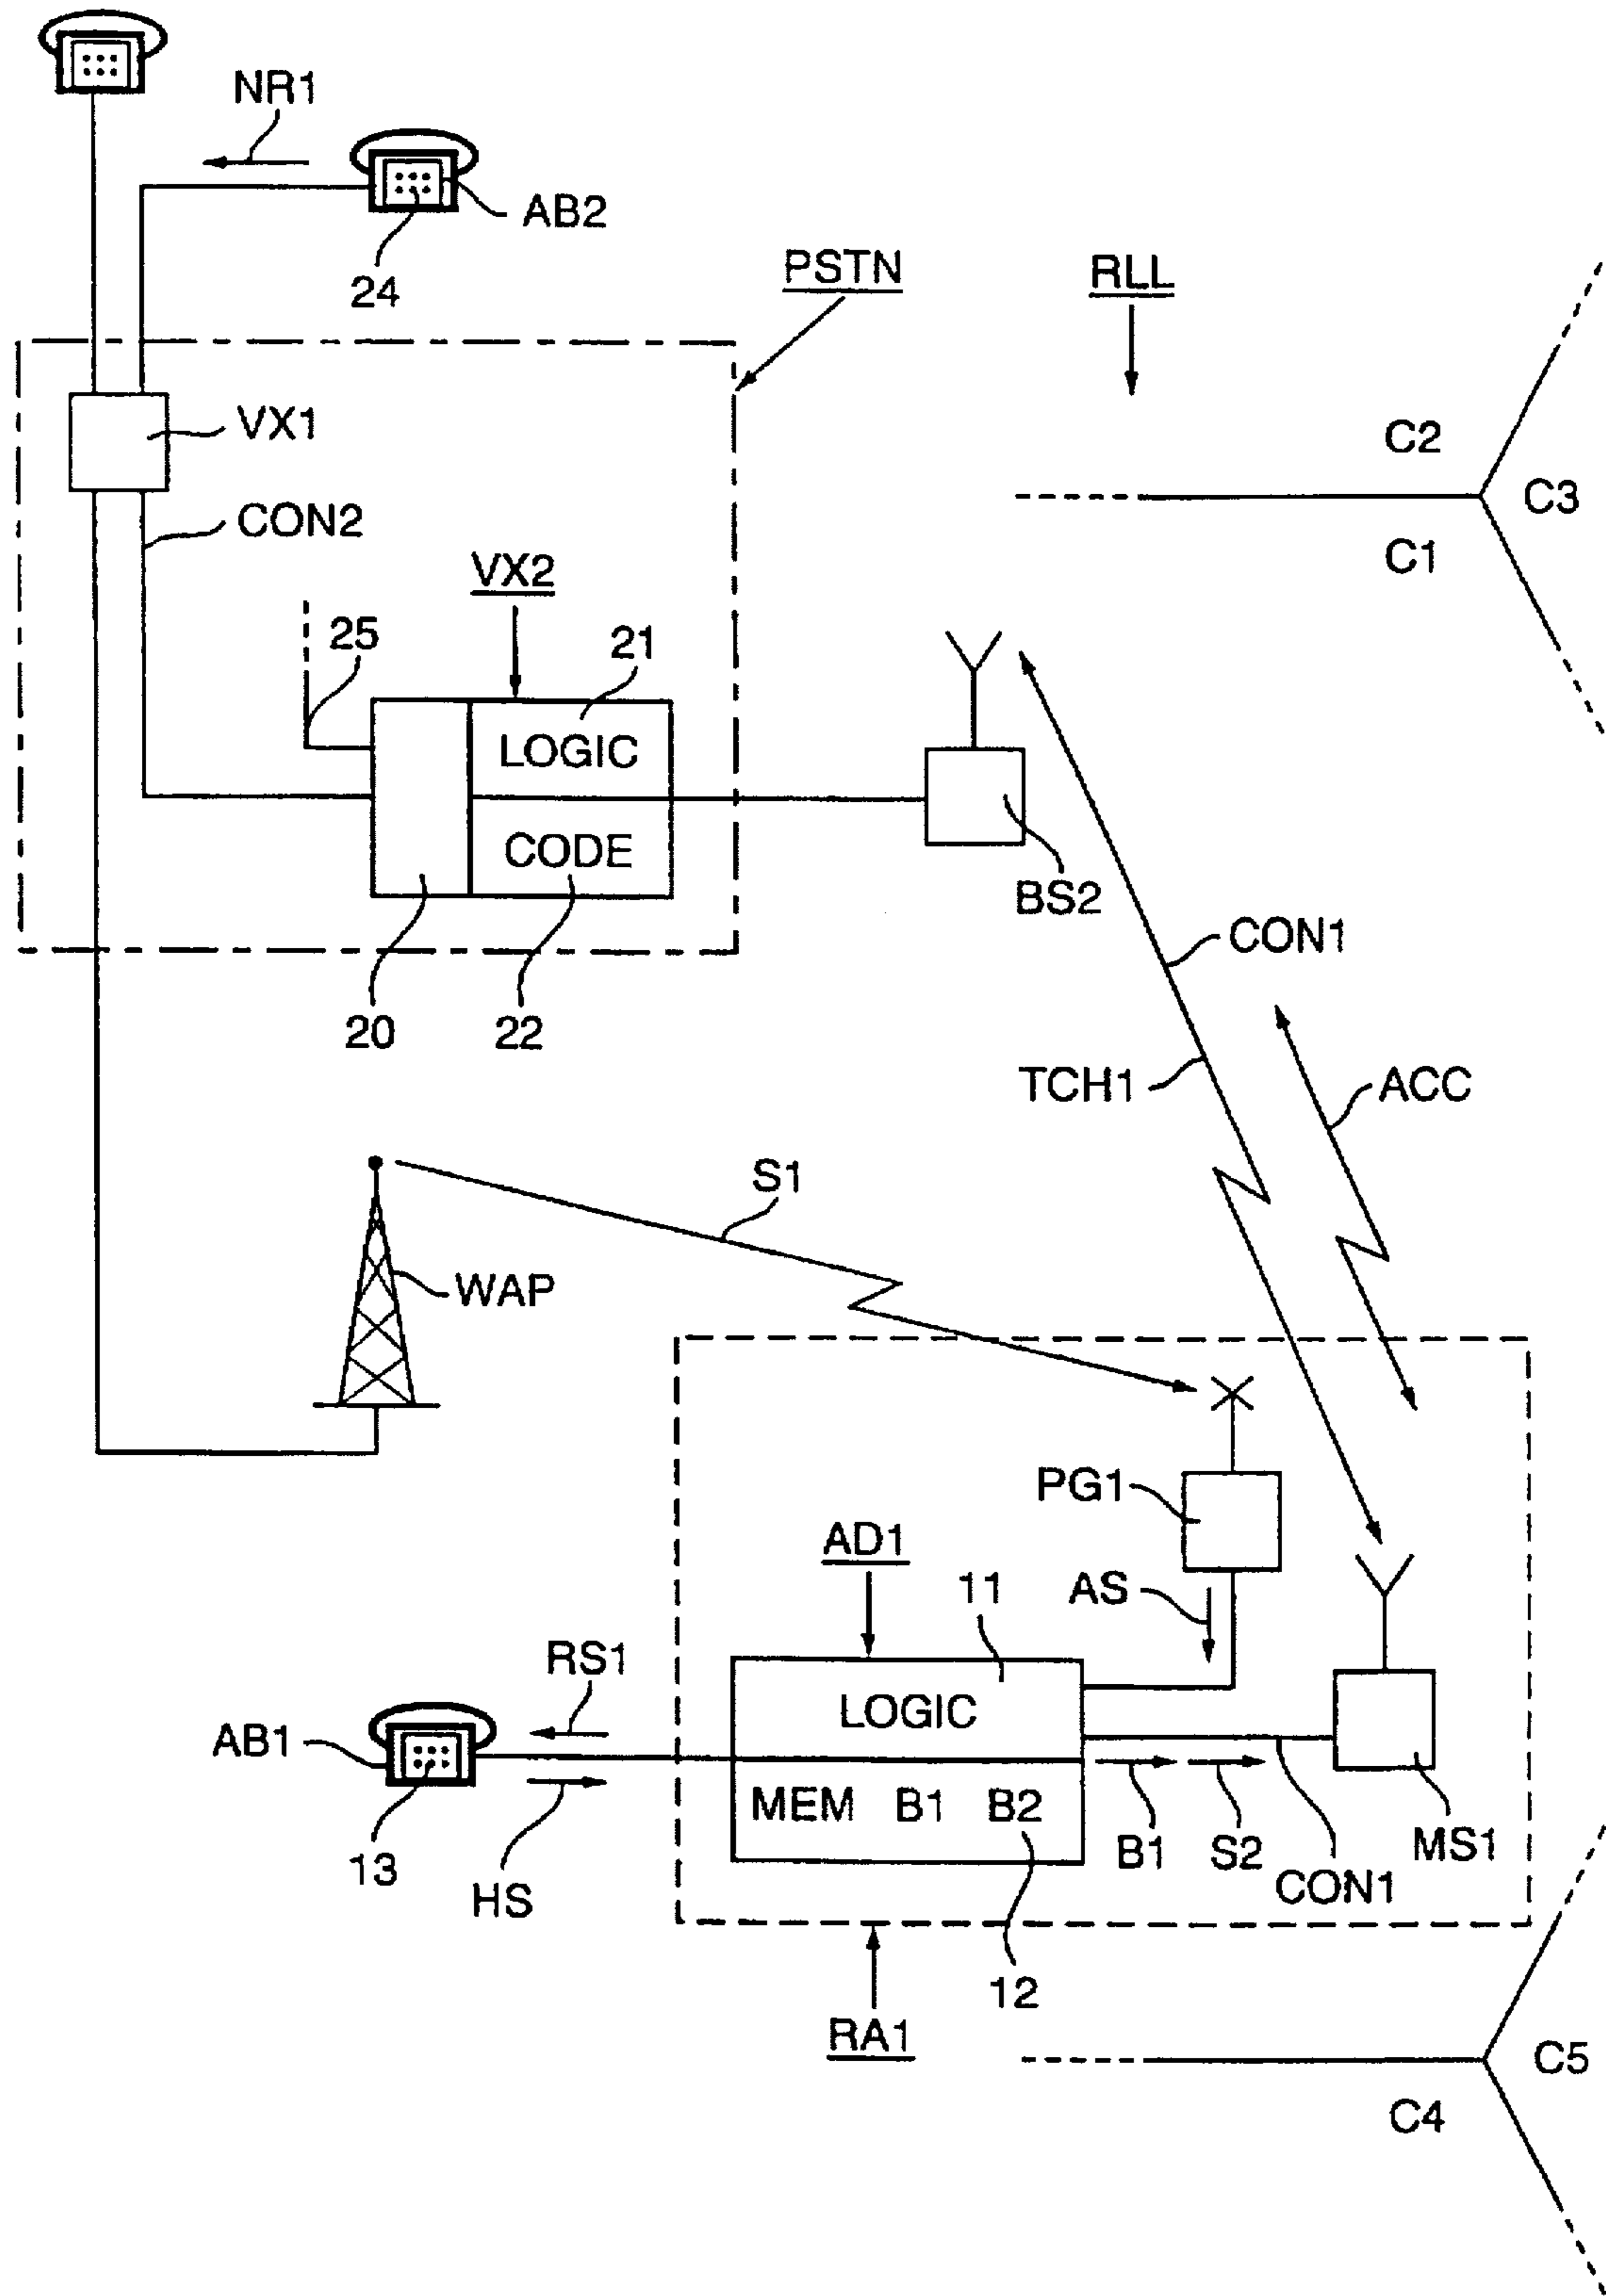 NR1
AB2
24
PSTN
RLL
VX1
C2
C3
CON2
C1
VX2
25
21
LOGIC
CODE
BS2
CON1
20
22
TCH1
ACC
S1
WAP
PG1
AD1
11
AS
RS1
LOGIC
AB1
MEM B1 B2
13
HS
B1
S2
MS1
CON1
12
RA1
C5
C4